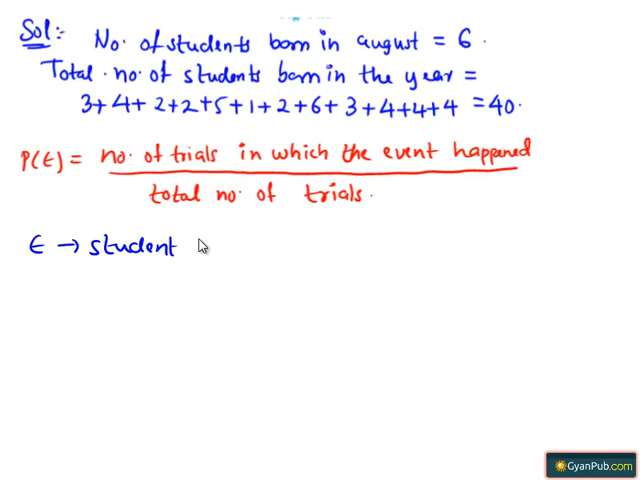 Sol:- No. of students born in august = 6.
Total no. of students born in the year =
3+4+2+2+5+1+2+6+3+4+4+4 = 40.
P(E) = no. of trials in which the event happened
total no. of trials.
E → student
GyanPub.com